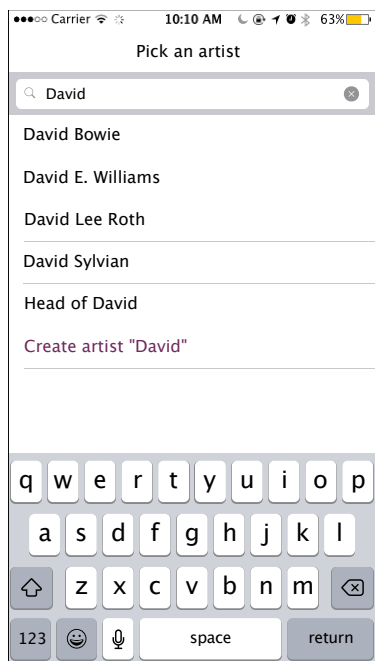 Carrier 10:10 AM 63%
Pick an artist
David
David Bowie
David E. Williams
David Lee Roth
David Sylvian
Head of David
Create artist "David"
q w e r t y u i o p
a s d f g h j k l
z x c v b n m
123 space return